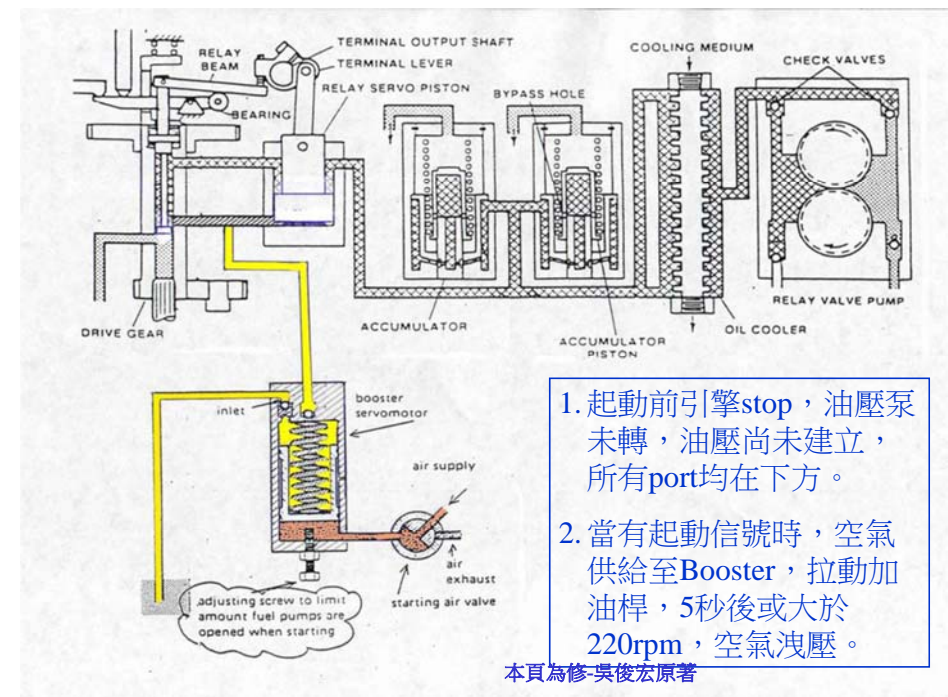 TERMINAL OUTPUT SHAFT
COOLING MEDIUM
RELAY
BEAM
TERMINAL LEVER
CHECK VALVES
RELAY SERVO PISTON
BYPASS HOLE
BEARING
RELAY VALVE PUMP
DRIVE GEAR
ACCUMULATOR
OIL COOLER
ACCUMULATOR
PISTON
inlet
booster
servomotor
air supply
air
exhaust
starting air valve
adjusting screw to limit
amount fuel pumps are
opened when starting
1. 起動前引擎stop，油壓泵
未轉，油壓尚未建立，
所有port均在下方。
2. 當有起動信號時，空氣
供給至Booster，拉動加
油桿，5秒後或大於
220rpm，空氣洩壓。
本頁為修-吳俊宏原著